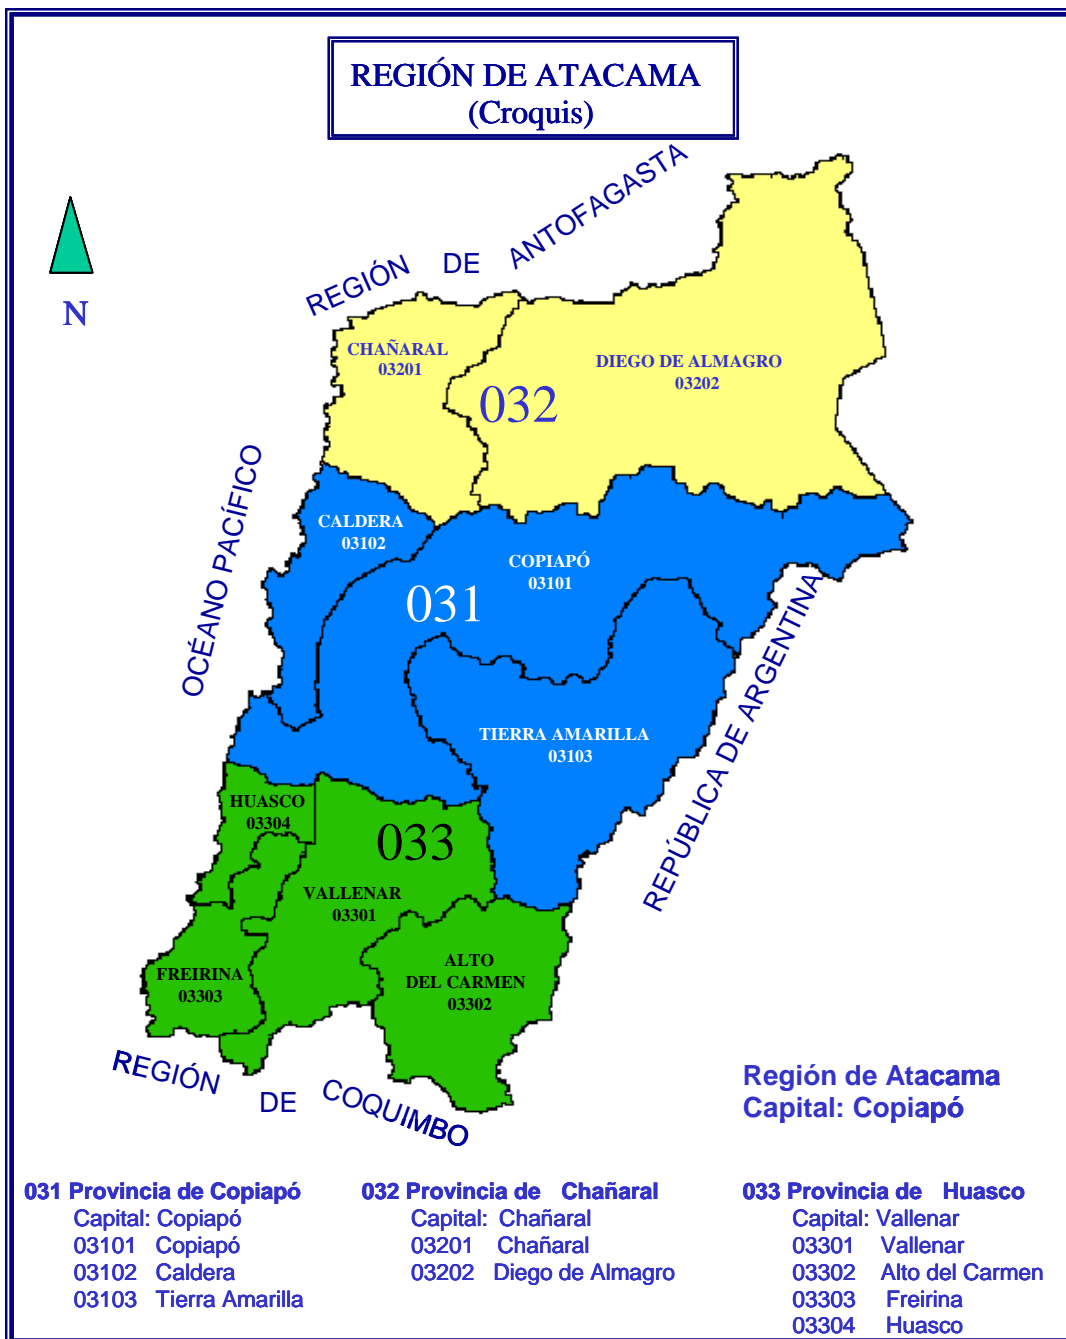 REGIÓN DE ATACAMA
(Croquis)
N
REGIÓN DE ANTOFAGASTA
CHAÑARAL
03201
DIEGO DE ALMAGRO
03202
032
OCÉANO PACÍFICO
CALDERA
03102
COPIAPÓ
03101
031
TIERRA AMARILLA
03103
REPÚBLICA DE ARGENTINA
HUASCO
03304
033
VALLENAR
03301
FREIRINA
03303
ALTO
DEL CARMEN
03302
REGIÓN DE COQUIMBO
Región de Atacama
Capital: Copiapó
031 Provincia de Copiapó
Capital: Copiapó
03101 Copiapó
03102 Caldera
03103 Tierra Amarilla
032 Provincia de Chañaral
Capital: Chañaral
03201 Chañaral
03202 Diego de Almagro
033 Provincia de Huasco
Capital: Vallenar
03301 Vallenar
03302 Alto del Carmen
03303 Freirina
03304 Huasco